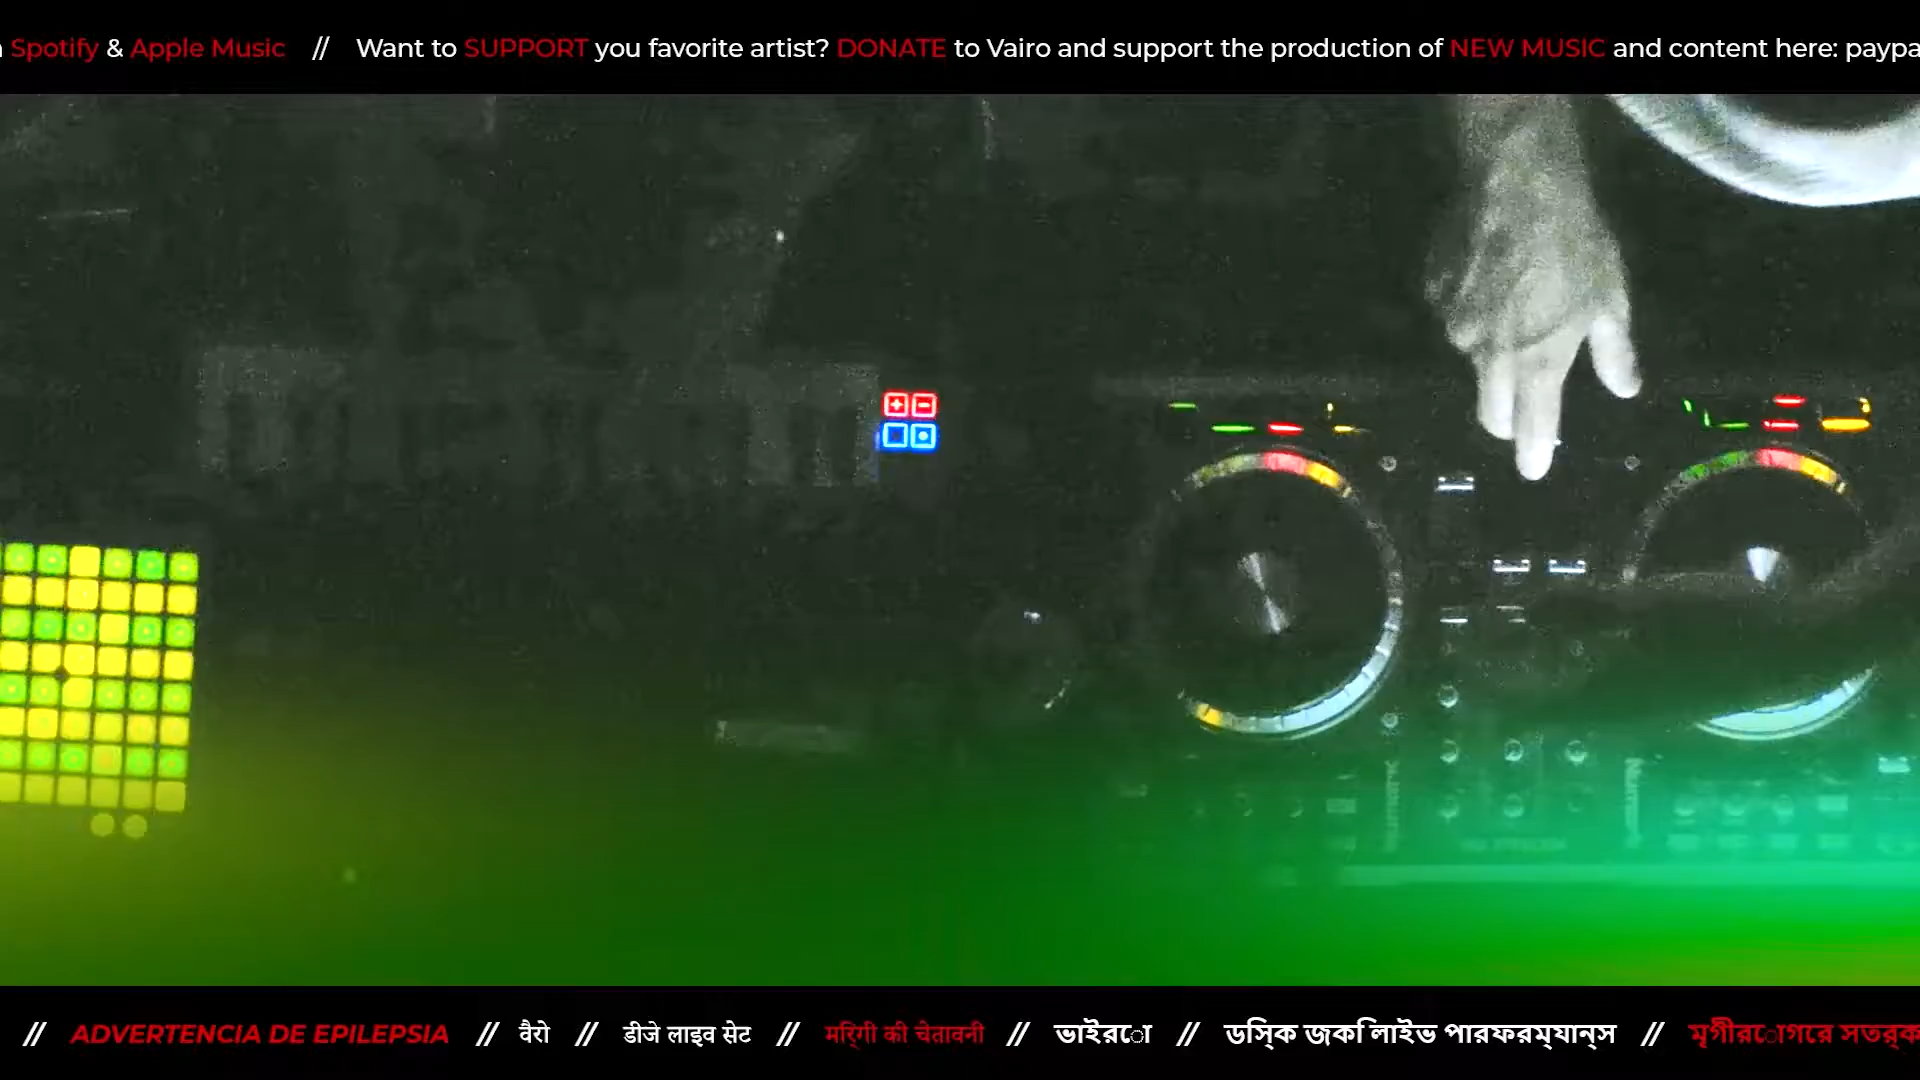 Spotify & Apple Music // Want to SUPPORT you favorite artist? DONATE to Vairo and support the production of NEW MUSIC and content here:
Numark
// ADVERTENCIA DE EPILEPSIA // वैरो // डीजे लाइव सेट // मिर्गी की चेतावनी // ভাইরো // ডিস্ক জকি লাইভ পারফরম্যান্স //